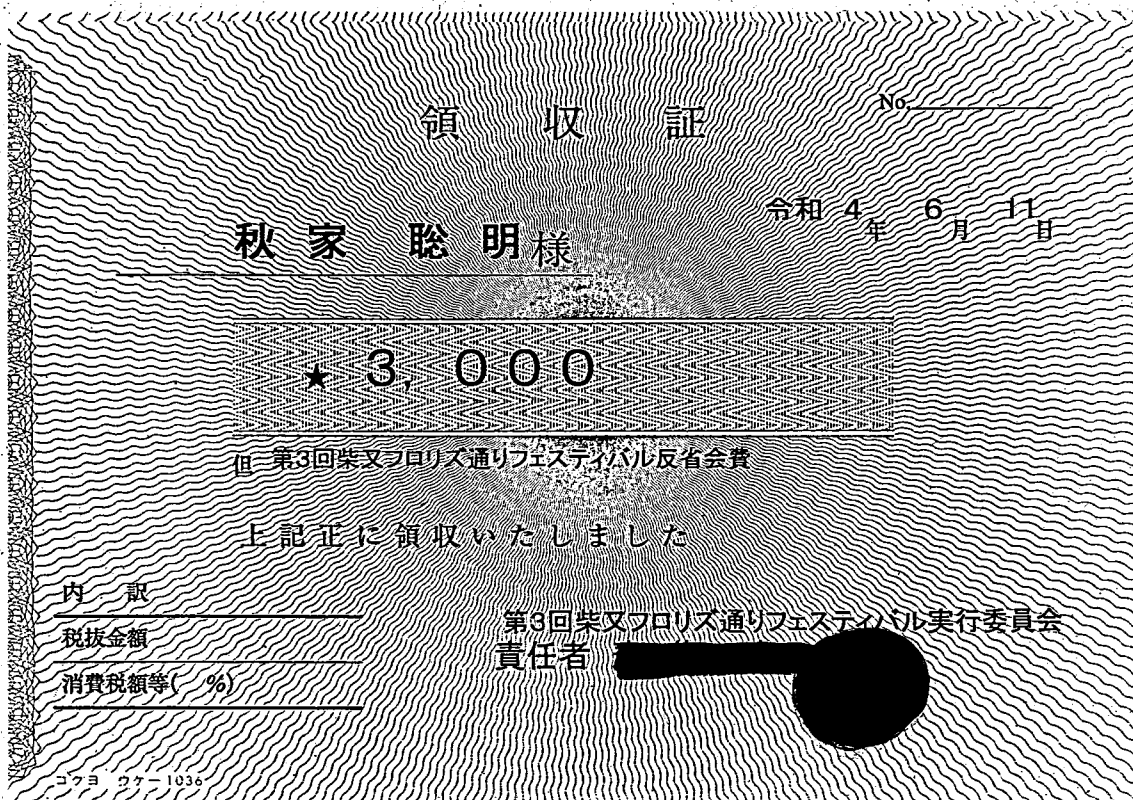 領収証
No.
令和 4年 6月 11日
秋家 聡明様
★ 3,000
但 第3回柴又フロリズ通りフェスティバル反省会費
上記正に領収いたしました
内 訳
税抜金額
消費税額等( %)
第3回柴又フロリズ通りフェスティバル実行委員会
責任者
コクヨ ウケ-1036